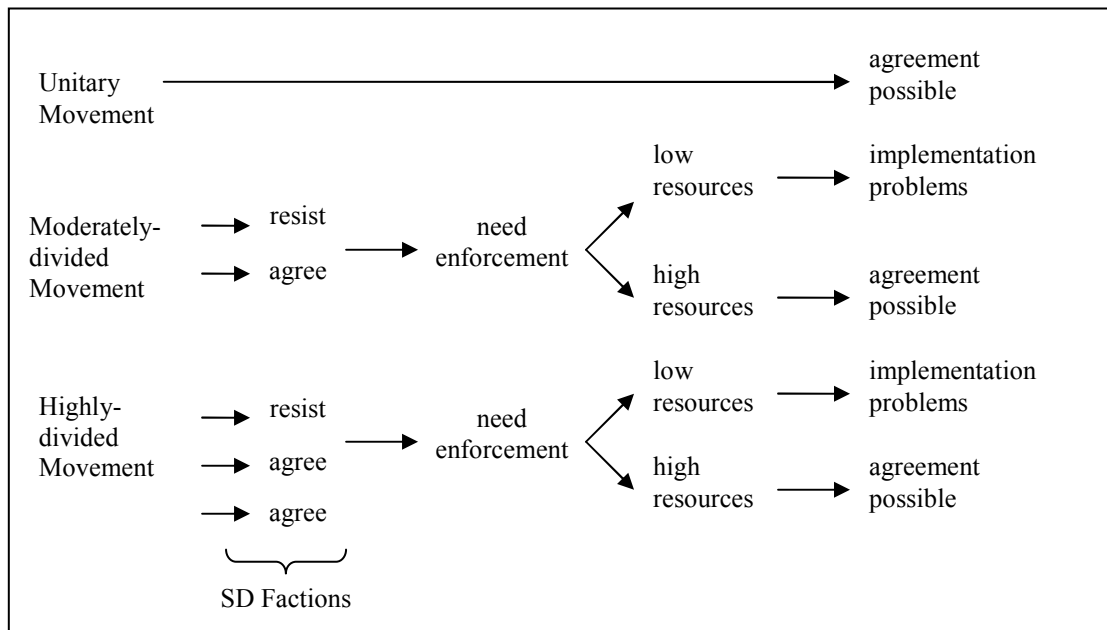 Unitary
Movement
agreement
possible
Moderately-
divided
Movement
resist
agree
need
enforcement
low
resources
implementation
problems
high
resources
agreement
possible
Highly-
divided
Movement
resist
agree
agree
need
enforcement
low
resources
implementation
problems
high
resources
agreement
possible
SD Factions